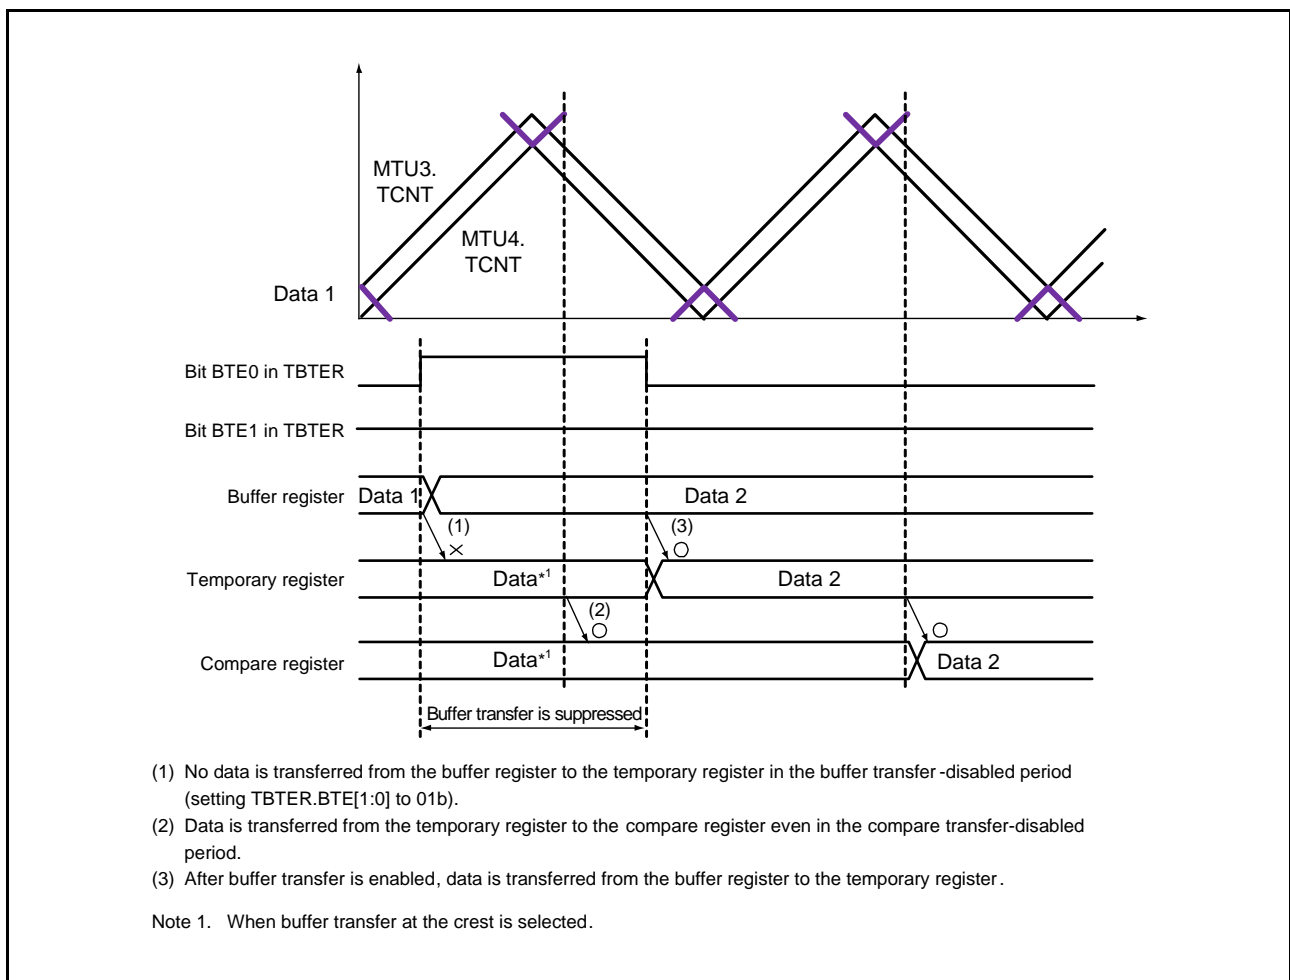 MTU3.
TCNT
MTU4.
TCNT
Data 1
Bit BTE0 in TBTER
Bit BTE1 in TBTER
Buffer register
Data 1
Data 2
(1)
(3)
Temporary register
Data*1
Data 2
(2)
Compare register
Data*1
Data 2
Buffer transfer is suppressed
(1) No data is transferred from the buffer register to the temporary register in the buffer transfer-disabled period
(setting TBTER.BTE[1:0] to 01b).
(2) Data is transferred from the temporary register to the compare register even in the compare transfer-disabled
period.
(3) After buffer transfer is enabled, data is transferred from the buffer register to the temporary register.
Note 1. When buffer transfer at the crest is selected.